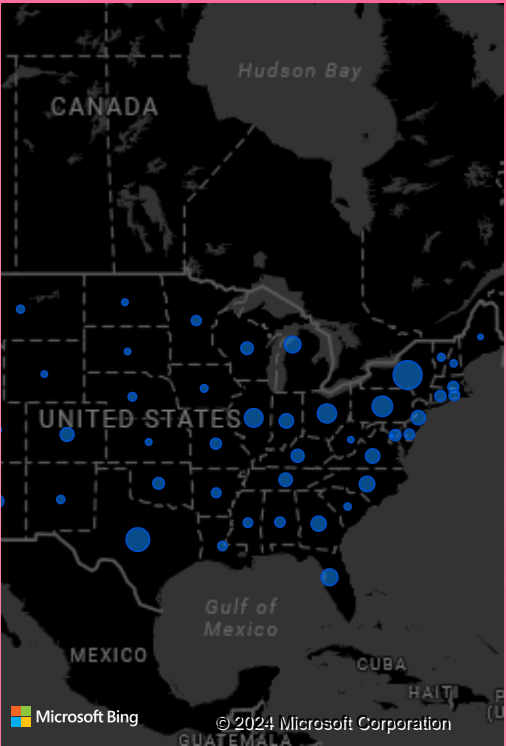 Hudson Bay
CANADA
UNITED STATES
Gulf of
Mexico
MEXICO
CUBA
HAITI
P
(U
Microsoft Bing
© 2024 Microsoft Corporation
GUATEMALA